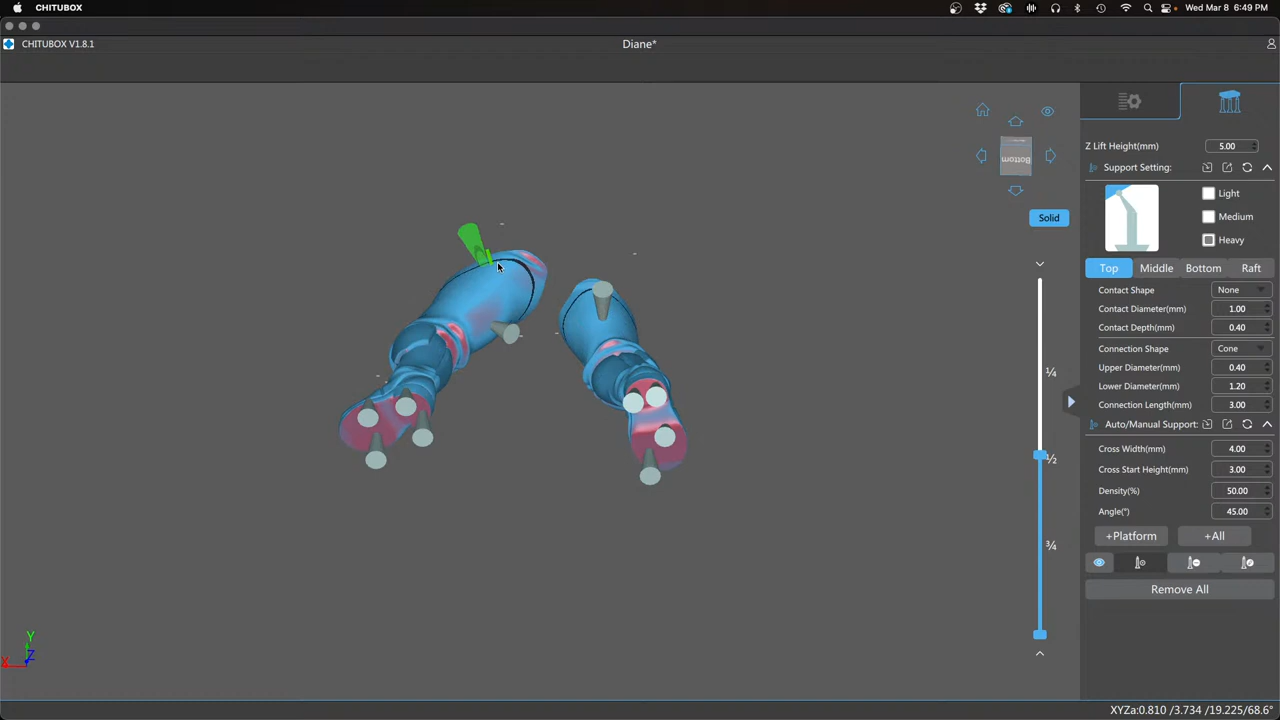 CHITUBOX
Wed Mar 8 6:49 PM
CHITUBOX V1.8.1
Diane*
Bottom
Solid
¼
½
¾
Z Lift Height(mm) 5.00
Support Setting:
Light
Medium
Heavy
Top Middle Bottom Raft
Contact Shape None
Contact Diameter(mm) 1.00
Contact Depth(mm) 0.40
Connection Shape Cone
Upper Diameter(mm) 0.40
Lower Diameter(mm) 1.20
Connection Length(mm) 3.00
Auto/Manual Support:
Cross Width(mm) 4.00
Cross Start Height(mm) 3.00
Density(%) 50.00
Angle(°) 45.00
+Platform +All
Remove All
Y
X
Z
XYZa:0.810 /3.734 /19.225/68.6°